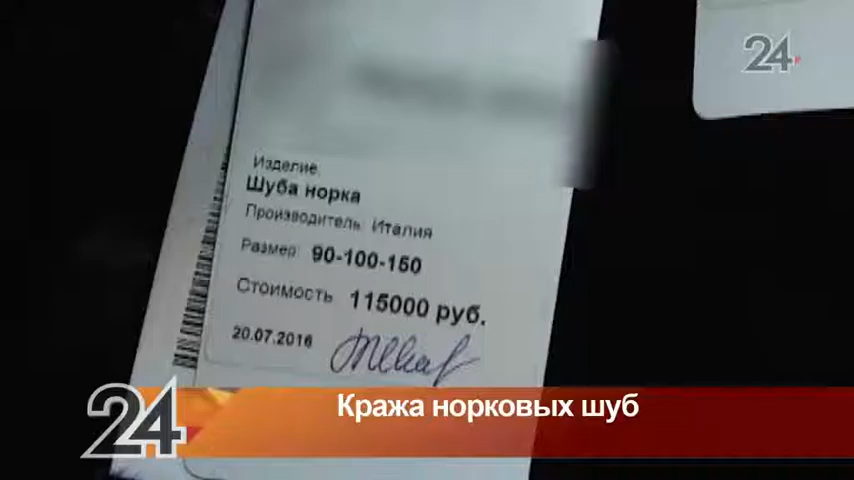 24
Изделие
Шуба норка
Производитель Италия
Размер 90-100-150
Стоимость 115000 руб.
20.07.2016
24
Кража норковых шуб